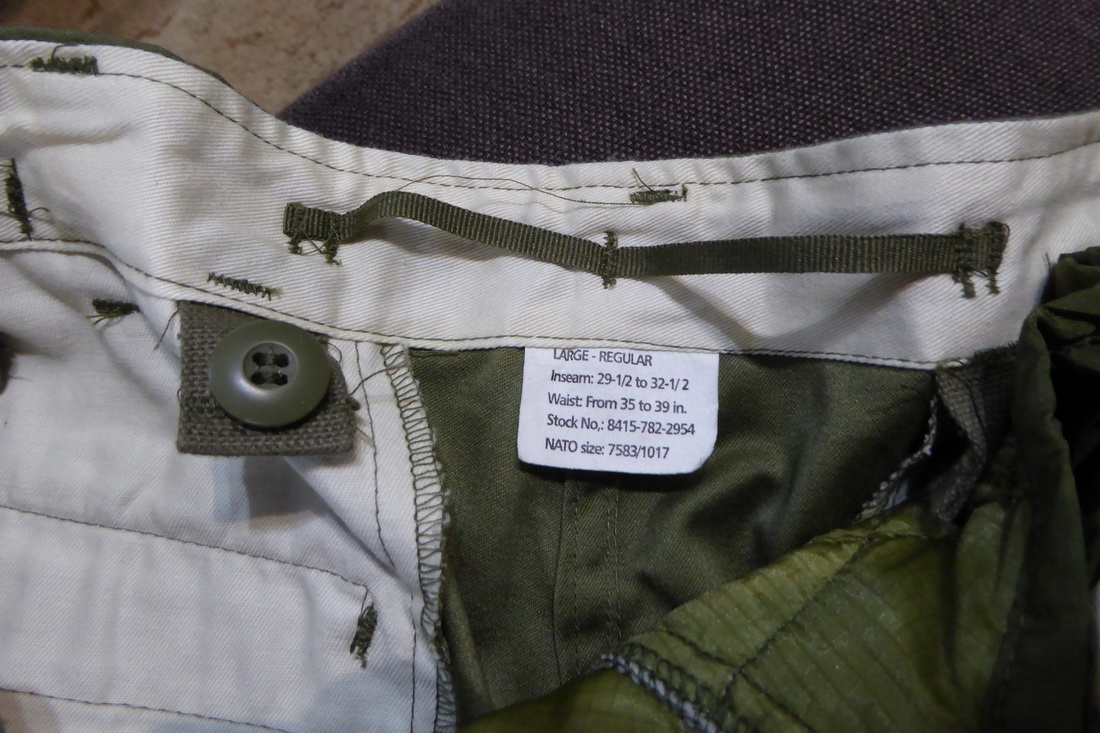 LARGE - REGULAR
Inseam: 29-1/2 to 32-1/2
Waist: From 35 to 39 in.
Stock No,: 8415-782-2954
NATO size: 7583/1017